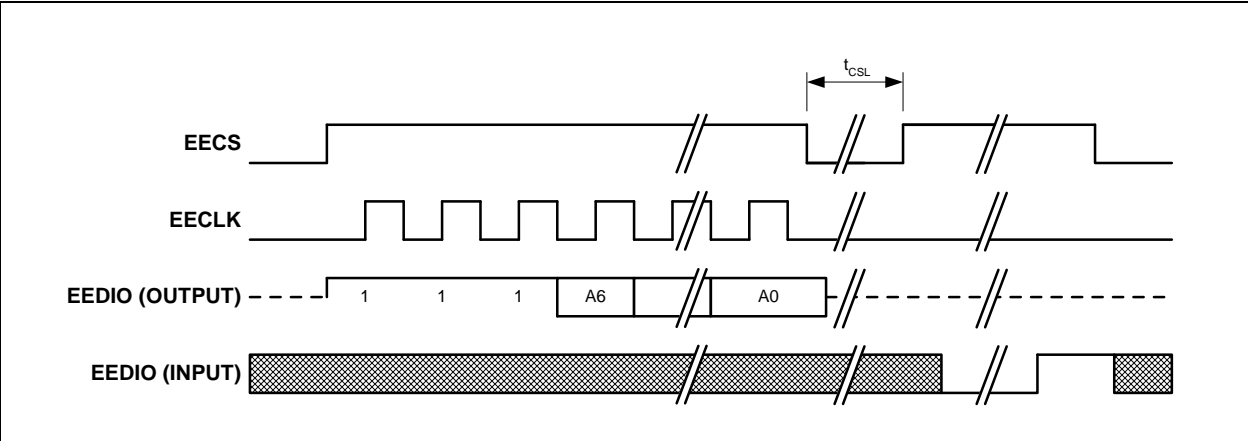 tCSL
EECS
EECLK
EEDIO (OUTPUT) 1 1 1 A6 A0
EEDIO (INPUT)